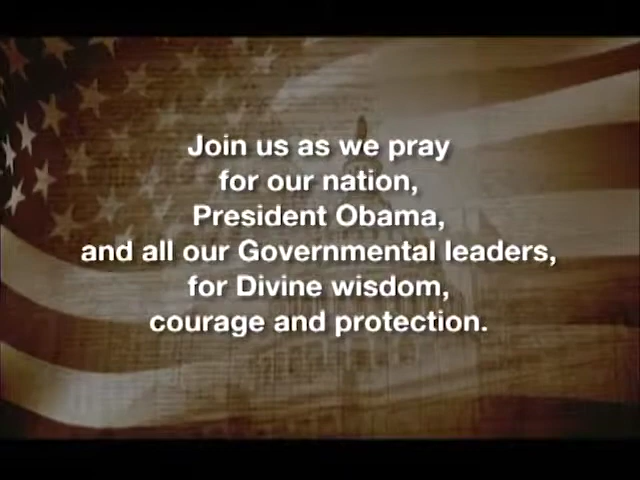 Join us as we pray
for our nation,
President Obama,
and all our Governmental leaders,
for Divine wisdom,
courage and protection.